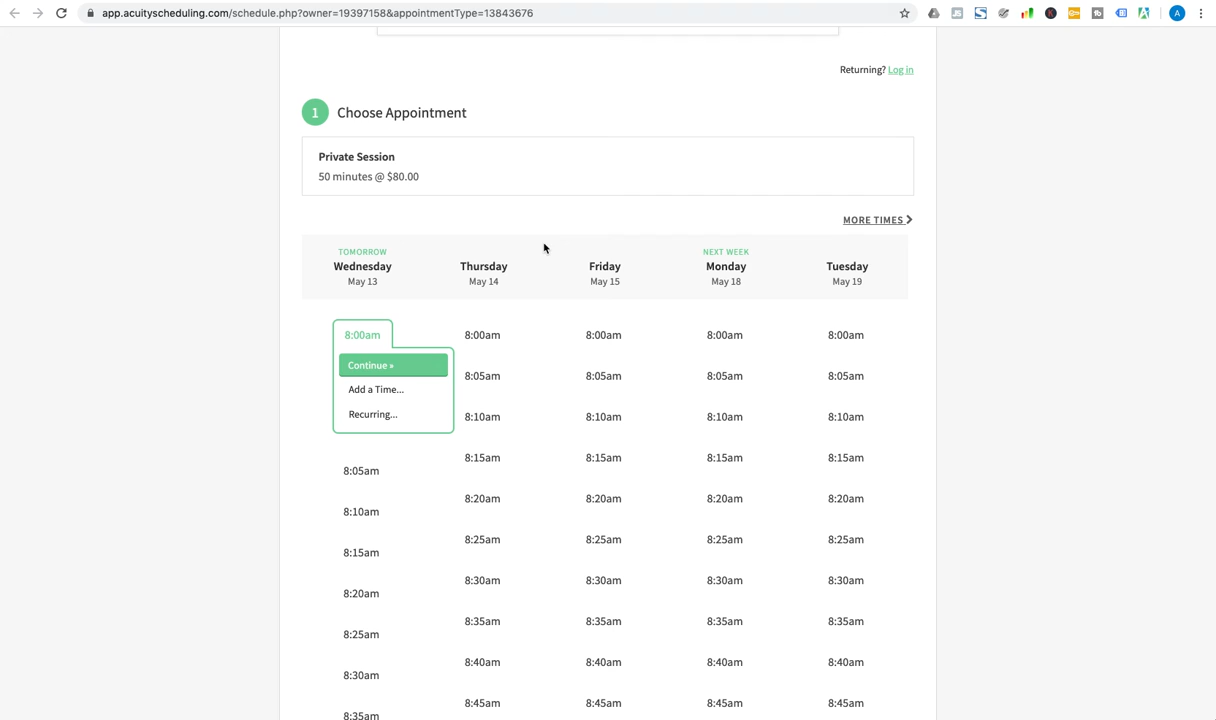 app.acuityscheduling.com/schedule.php?owner=19397158&appointmentType=13843676
A
Returning? Log in
1 Choose Appointment
Private Session
50 minutes @ $80.00
MORE TIMES
TOMORROW NEXT WEEK
Wednesday Thursday Friday Monday Tuesday
May 13 May 14 May 15 May 18 May 19
8:00am 8:00am 8:00am 8:00am 8:00am
Continue »
8:05am 8:05am 8:05am 8:05am
Add a Time...
Recurring... 8:10am 8:10am 8:10am 8:10am
8:15am 8:15am 8:15am 8:15am
8:05am
8:20am 8:20am 8:20am 8:20am
8:10am
8:25am 8:25am 8:25am 8:25am
8:15am
8:30am 8:30am 8:30am 8:30am
8:20am
8:35am 8:35am 8:35am 8:35am
8:25am
8:40am 8:40am 8:40am 8:40am
8:30am
8:45am 8:45am 8:45am 8:45am
8:35am